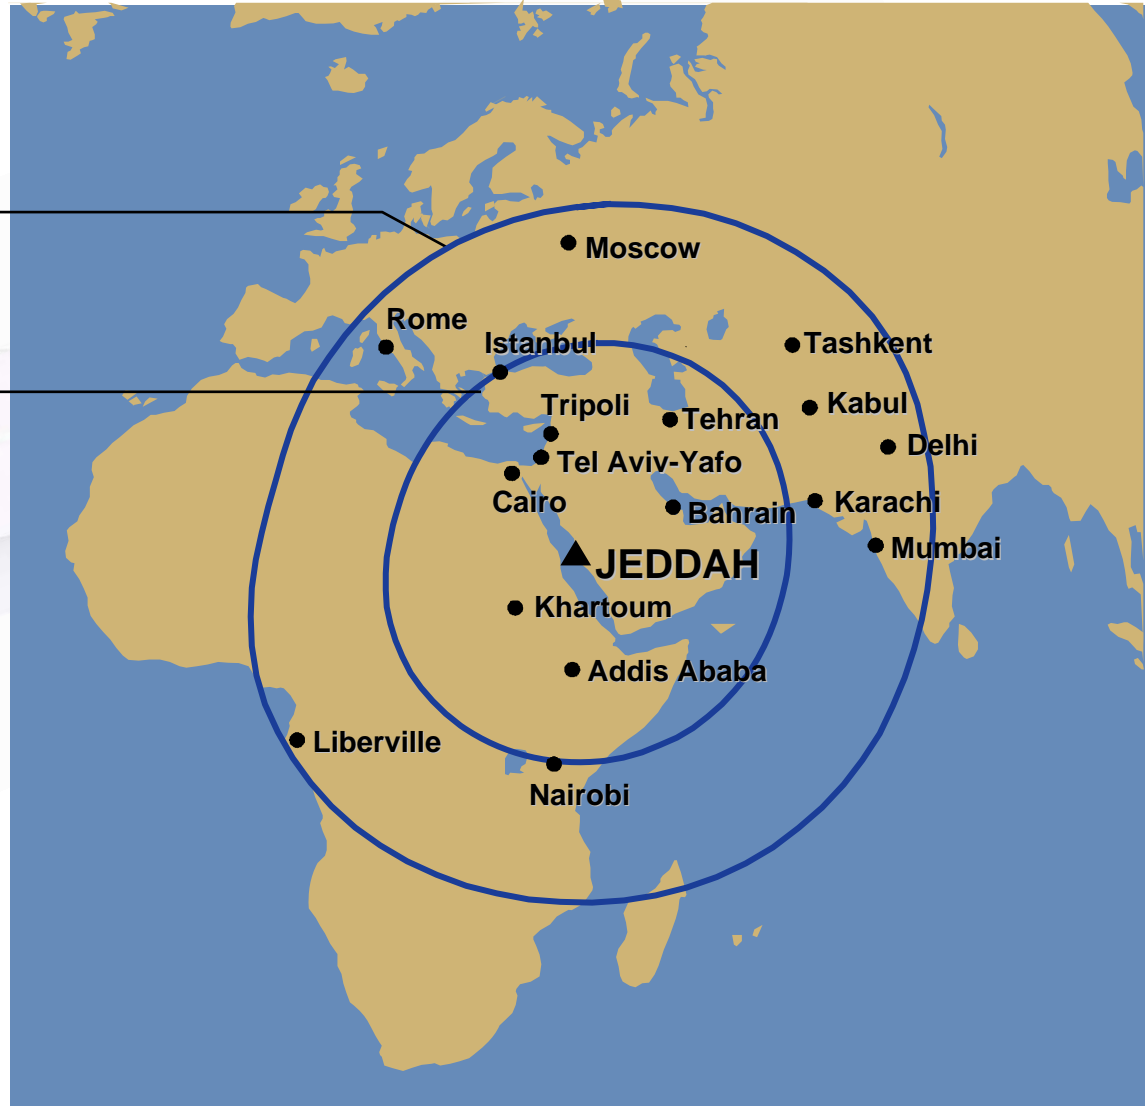 Moscow
Rome
Istanbul
Tashkent
Tripoli
Kabul
Tehran
Delhi
Tel Aviv-Yafo
Cairo
Karachi
Bahrain
Mumbai
JEDDAH
Khartoum
Addis Ababa
Liberville
Nairobi